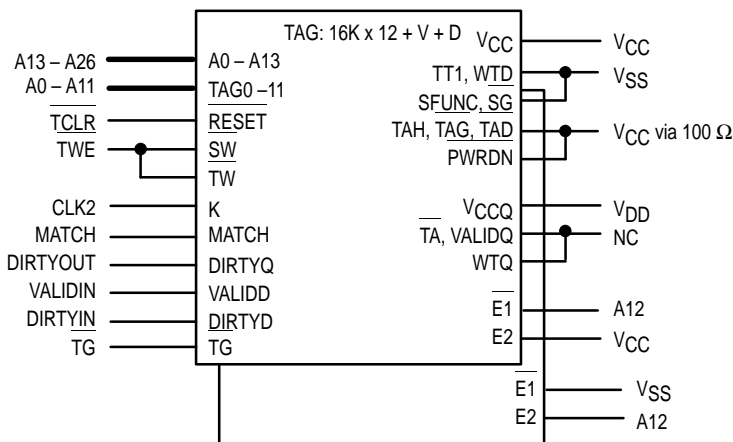 TAG: 16K x 12 + V + D
A13 – A26
A0 – A11
TCLR
TWE
CLK2
MATCH
DIRTYOUT
VALIDIN
DIRTYIN
TG
A0 – A13
TAG0 –11
RESET
SW
TW
K
MATCH
DIRTYQ
VALIDD
DIRTYD
TG
VCC
TT1, WTD
SFUNC, SG
TAH, TAG, TAD
PWRDN
VCCQ
TA, VALIDQ
WTQ
E1
E2
E1
E2
VCC
VSS
VCC via 100 Ω
VDD
NC
A12
VCC
VSS
A12